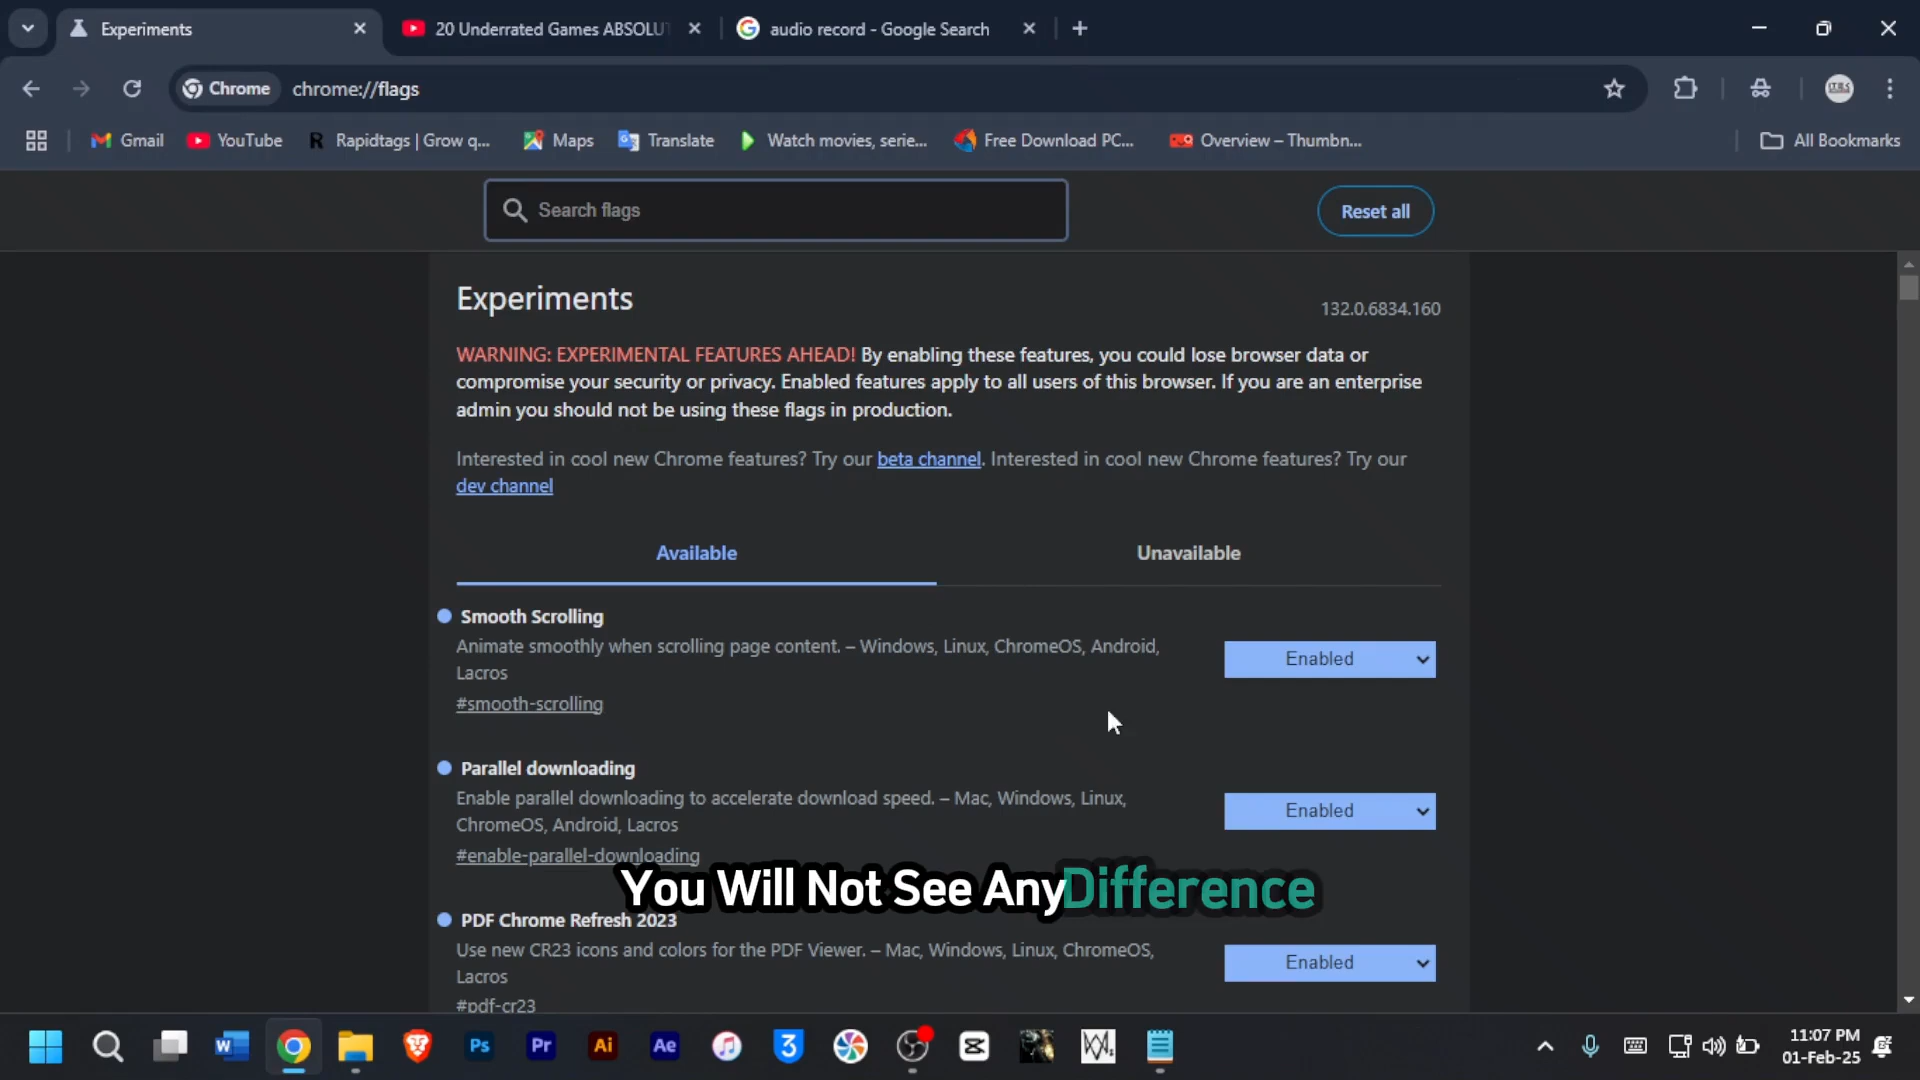 Experiments
20 Underrated Games ABSOLUT
audio record - Google Search
Chrome
chrome://flags
Gmail
YouTube
Rapidtags | Grow q...
Maps
Translate
Watch movies, serie...
Free Download PC...
Overview – Thumbn...
All Bookmarks
Search flags
Reset all
Experiments
132.0.6834.160
WARNING: EXPERIMENTAL FEATURES AHEAD! By enabling these features, you could lose browser data or
compromise your security or privacy. Enabled features apply to all users of this browser. If you are an enterprise
admin you should not be using these flags in production.
Interested in cool new Chrome features? Try our beta channel. Interested in cool new Chrome features? Try our
dev channel
Available
Unavailable
Smooth Scrolling
Animate smoothly when scrolling page content. – Windows, Linux, ChromeOS, Android,
Lacros
#smooth-scrolling
Enabled
Parallel downloading
Enable parallel downloading to accelerate download speed. – Mac, Windows, Linux,
ChromeOS, Android, Lacros
#enable-parallel-downloading
Enabled
You Will Not See Any Difference
PDF Chrome Refresh 2023
Use new CR23 icons and colors for the PDF Viewer. – Mac, Windows, Linux, ChromeOS,
Lacros
#pdf-cr23
Enabled
W
Ps
Pr
Ai
Ae
3
11:07 PM
01-Feb-25